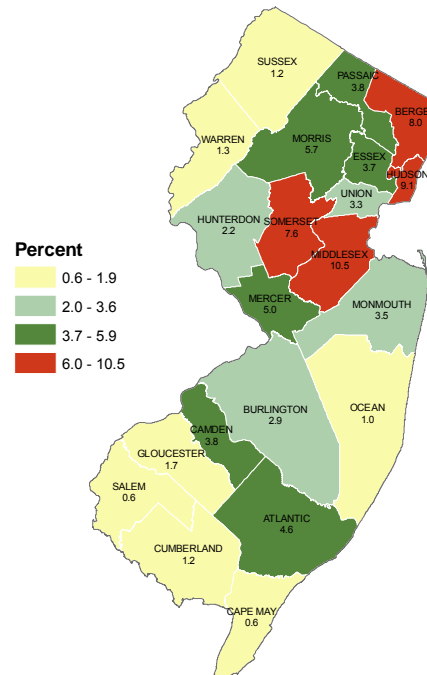 SUSSEX
1.2
PASSAIC
3.8
BERGE
8.0
WARREN
1.3
MORRIS
5.7
ESSEX
3.7
HUDSON
9.1
UNION
3.3
HUNTERDON
2.2
SOMERSET
7.6
MIDDLESEX
10.5
MERCER
5.0
MONMOUTH
3.5
Percent
0.6 - 1.9
2.0 - 3.6
3.7 - 5.9
6.0 - 10.5
OCEAN
1.0
BURLINGTON
2.9
CAMDEN
3.8
GLOUCESTER
1.7
SALEM
0.6
ATLANTIC
4.6
CUMBERLAND
1.2
CAPE MAY
0.6